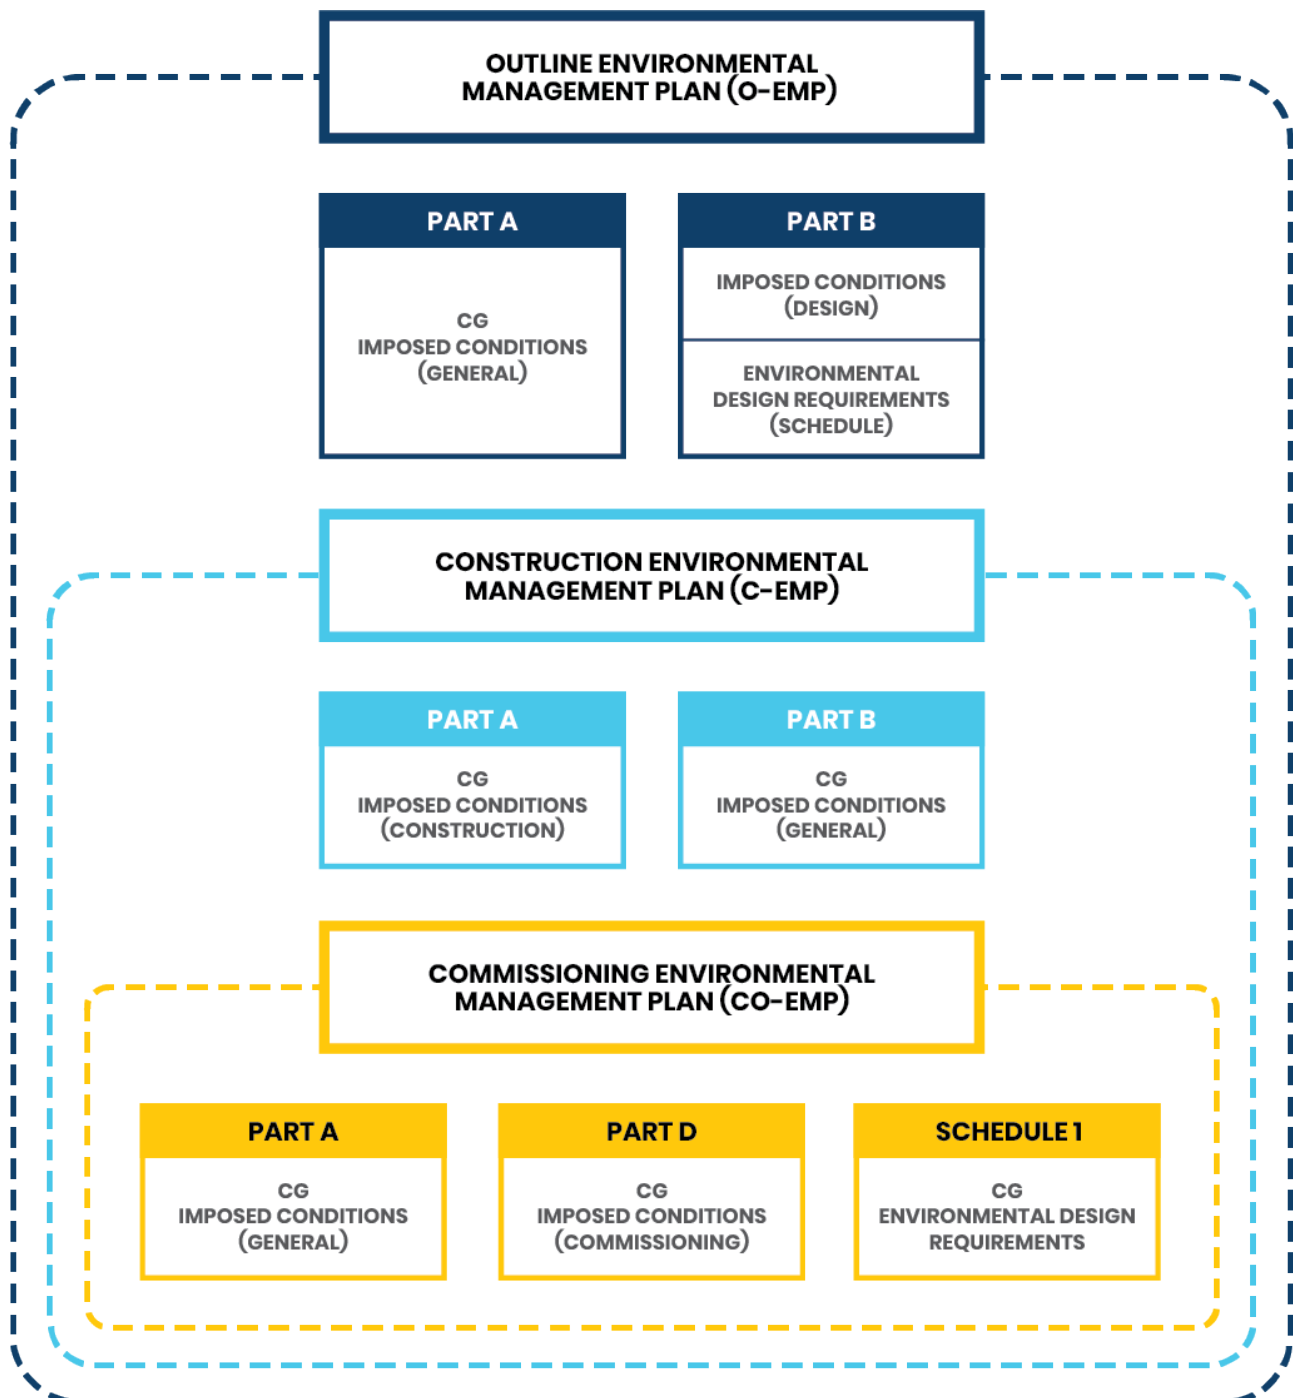 OUTLINE ENVIRONMENTAL
MANAGEMENT PLAN (O-EMP)
PART A
CG
IMPOSED CONDITIONS
(GENERAL)
PART B
IMPOSED CONDITIONS
(DESIGN)
ENVIRONMENTAL
DESIGN REQUIREMENTS
(SCHEDULE)
CONSTRUCTION ENVIRONMENTAL
MANAGEMENT PLAN (C-EMP)
PART A
CG
IMPOSED CONDITIONS
(CONSTRUCTION)
PART B
CG
IMPOSED CONDITIONS
(GENERAL)
COMMISSIONING ENVIRONMENTAL
MANAGEMENT PLAN (CO-EMP)
PART A
CG
IMPOSED CONDITIONS
(GENERAL)
PART D
CG
IMPOSED CONDITIONS
(COMMISSIONING)
SCHEDULE 1
CG
ENVIRONMENTAL DESIGN
REQUIREMENTS